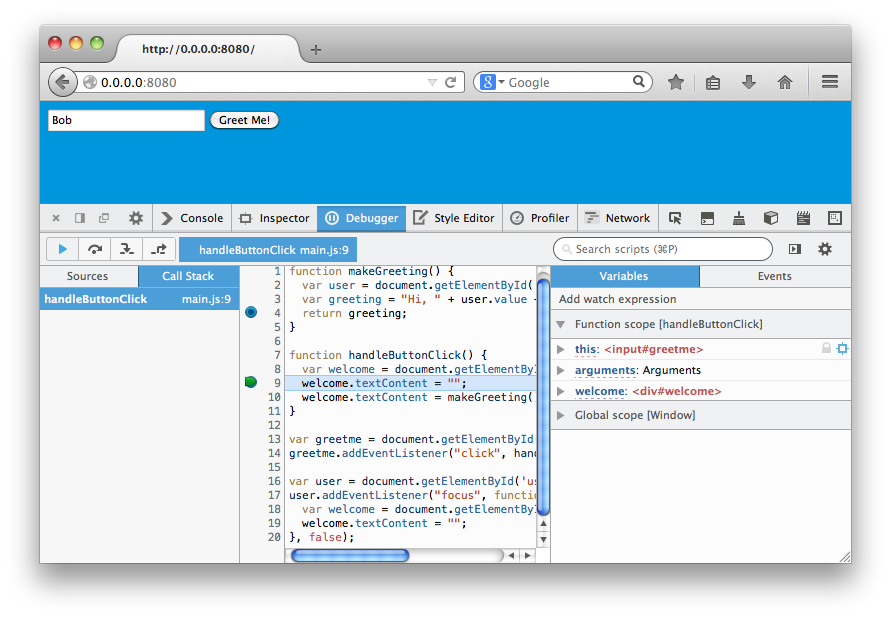 http://0.0.0.0:8080/
0.0.0.0:8080
Google
Bob
Greet Me!
Console
Inspector
Debugger
Style Editor
Profiler
Network
handleButtonClick main.js:9
Search scripts (⌘P)
Sources
Call Stack
handleButtonClick main.js:9
1 function makeGreeting() {
2 var user = document.getElementById(
3 var greeting = "Hi, " + user.value
4 return greeting;
5 }
6
7 function handleButtonClick() {
8 var welcome = document.getElementBy
9 welcome.textContent = "";
10 welcome.textContent = makeGreeting(
11 }
12
13 var greetme = document.getElementById
14 greetme.addEventListener("click", hand
15
16 var user = document.getElementById('us
17 user.addEventListener("focus", functio
18 var welcome = document.getElementBy
19 welcome.textContent = "";
20 }, false);
Variables
Events
Add watch expression
Function scope [handleButtonClick]
this: <input#greetme>
arguments: Arguments
welcome: <div#welcome>
Global scope [Window]